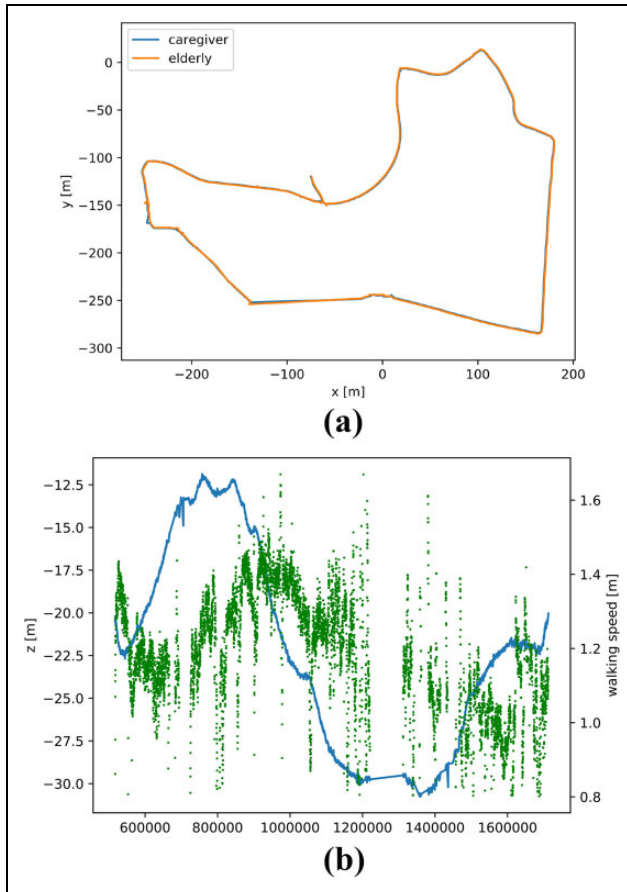 caregiver
elderly
0
−50
−100
−150
−200
−250
−300
y [m]
−200 −100 0 100 200
x [m]
(a)
−12.5
−15.0
−17.5
−20.0
−22.5
−25.0
−27.5
−30.0
z [m]
1.6
1.4
1.2
1.0
0.8
walking speed [m]
600000 800000 1000000 1200000 1400000 1600000
(b)